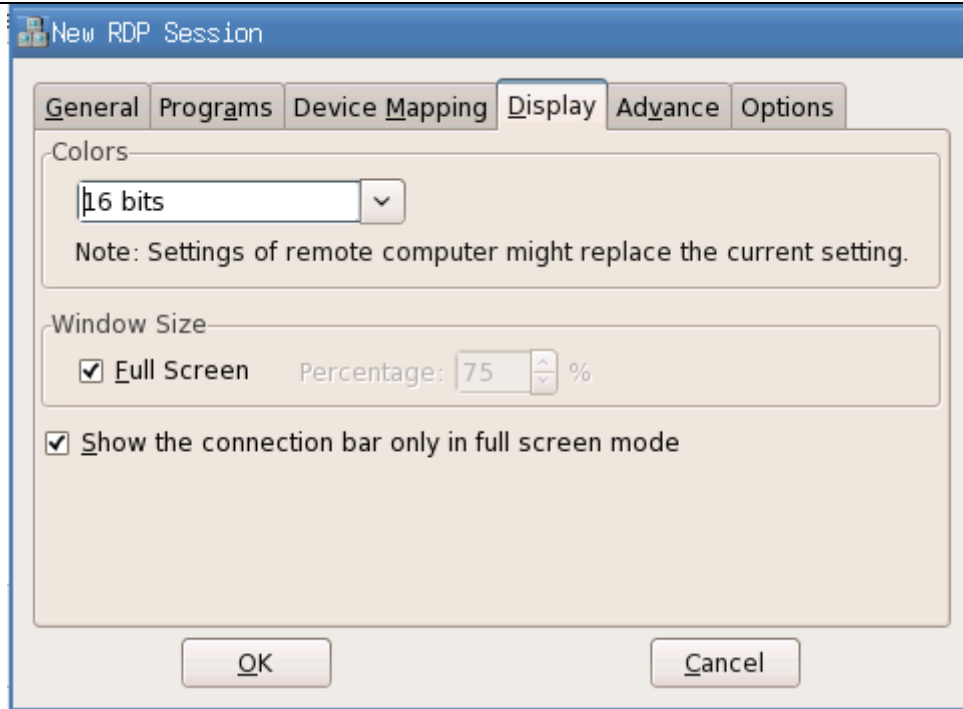 New RDP Session
General Programs Device Mapping Display Advance Options
Colors
16 bits
Note: Settings of remote computer might replace the current setting.
Window Size
Full Screen Percentage: 75 %
Show the connection bar only in full screen mode
OK Cancel